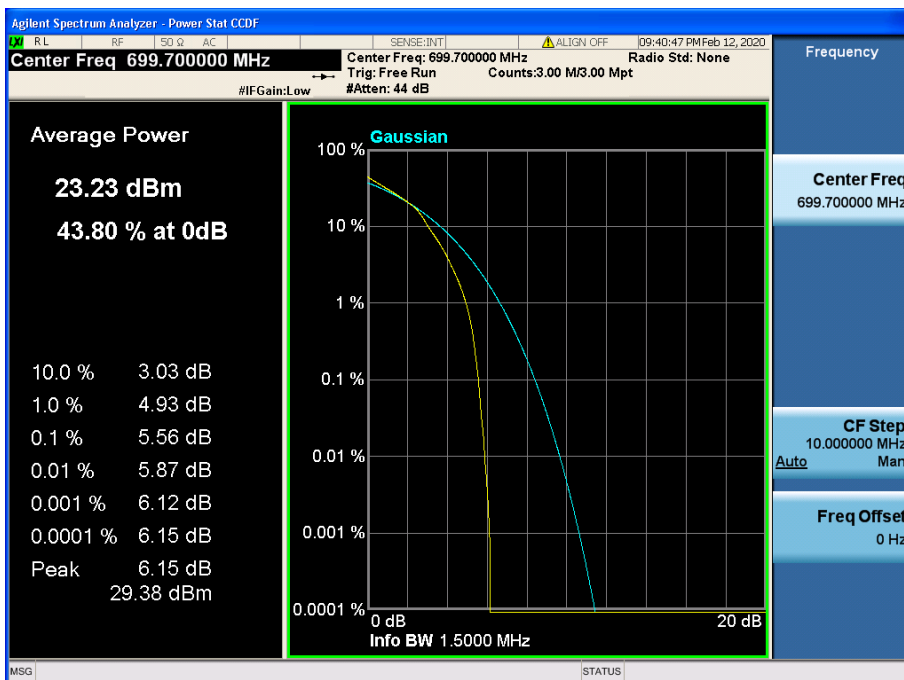 Agilent Spectrum Analyzer - Power Stat CCDF
LXI RL RF 50 Ω AC SENSE:INT ALIGN OFF 09:40:47 PM Feb 12, 2020
Center Freq 699.700000 MHz
Center Freq: 699.700000 MHz Radio Std: None
Trig: Free Run Counts:3.00 M/3.00 Mpt
#IFGain:Low #Atten: 44 dB
Average Power
23.23 dBm
43.80 % at 0dB
10.0 % 3.03 dB
1.0 % 4.93 dB
0.1 % 5.56 dB
0.01 % 5.87 dB
0.001 % 6.12 dB
0.0001 % 6.15 dB
Peak 6.15 dB
29.38 dBm
Gaussian
100 %
10 %
1 %
0.1 %
0.01 %
0.001 %
0.0001 %
0 dB 20 dB
Info BW 1.5000 MHz
Frequency
Center Freq
699.700000 MHz
CF Step
10.000000 MHz
Auto Man
Freq Offset
0 Hz
MSG STATUS